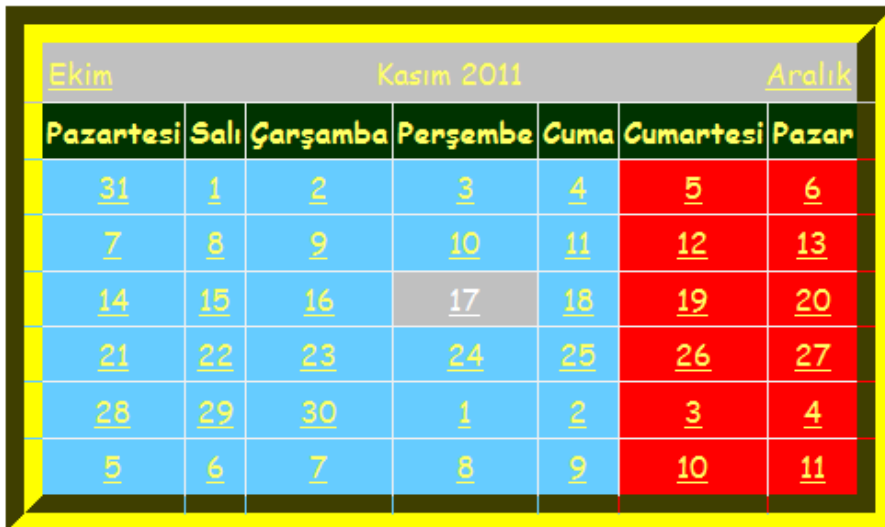 Ekim Kasım 2011 Aralık
Pazartesi Salı Çarşamba Perşembe Cuma Cumartesi Pazar
31 1 2 3 4 5 6
7 8 9 10 11 12 13
14 15 16 17 18 19 20
21 22 23 24 25 26 27
28 29 30 1 2 3 4
5 6 7 8 9 10 11